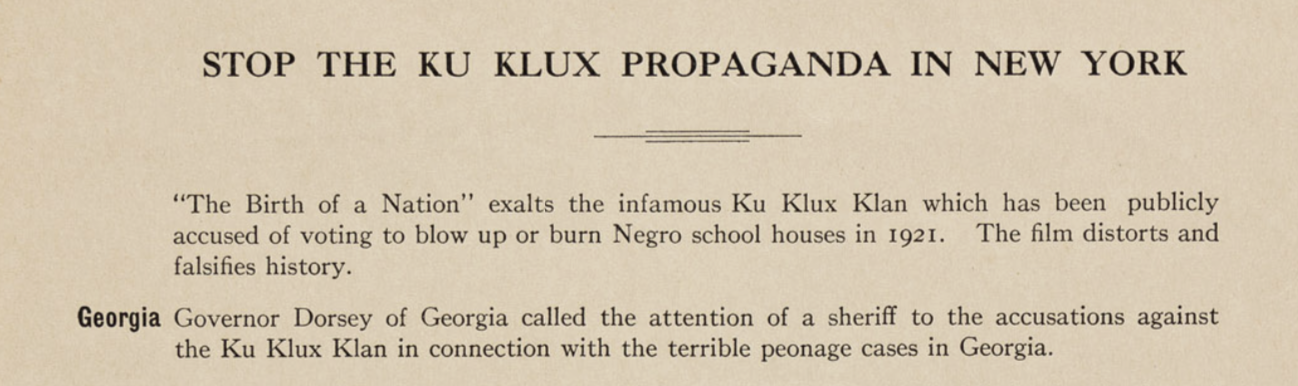 STOP THE KU KLUX PROPAGANDA IN NEW YORK
“The Birth of a Nation” exalts the infamous Ku Klux Klan which has been publicly
accused of voting to blow up or burn Negro school houses in 1921. The film distorts and
falsifies history.
Georgia Governor Dorsey of Georgia called the attention of a sheriff to the accusations against
the Ku Klux Klan in connection with the terrible peonage cases in Georgia.